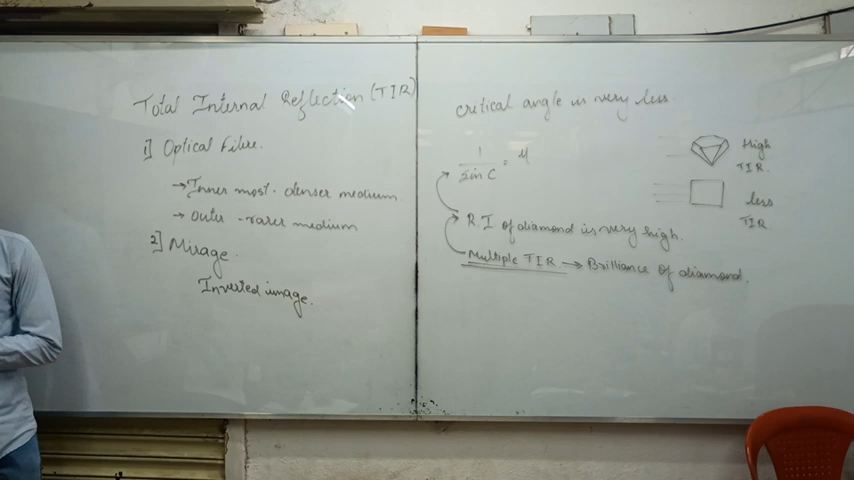 Total Internal Reflection (TIR)
1] Optical Fibre.
→ Inner most - denser medium
→ Outer - rarer medium
2] Mirage.
Inverted image.
critical angle is very less
1/sin C = μ
R.I of diamond is very high.
Multiple TIR → Brilliance of diamond.
High
TIR.
less
TIR